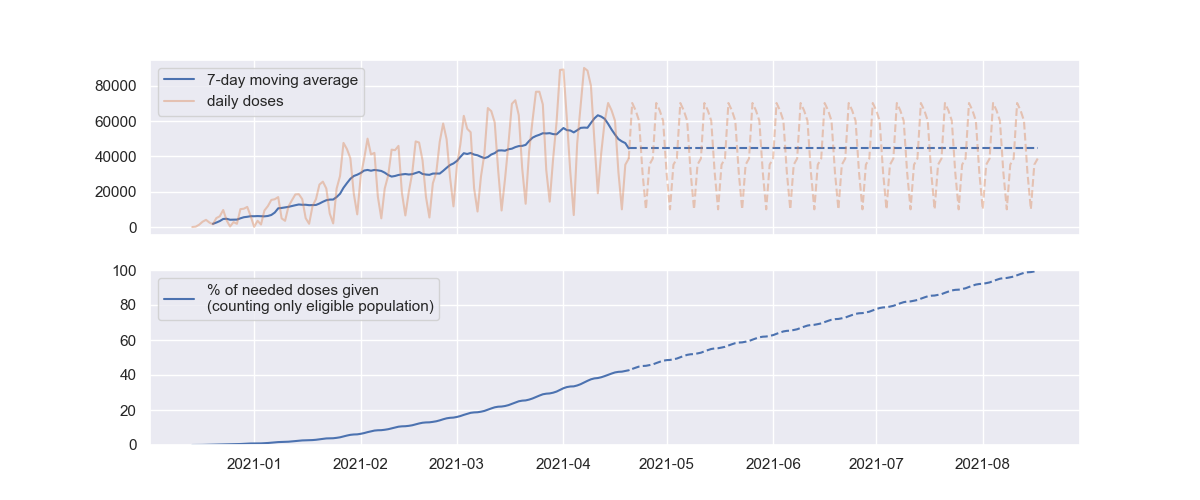 7-day moving average
daily doses
80000
60000
40000
20000
0
% of needed doses given
(counting only eligible population)
100
80
60
40
20
0
2021-01 2021-02 2021-03 2021-04 2021-05 2021-06 2021-07 2021-08